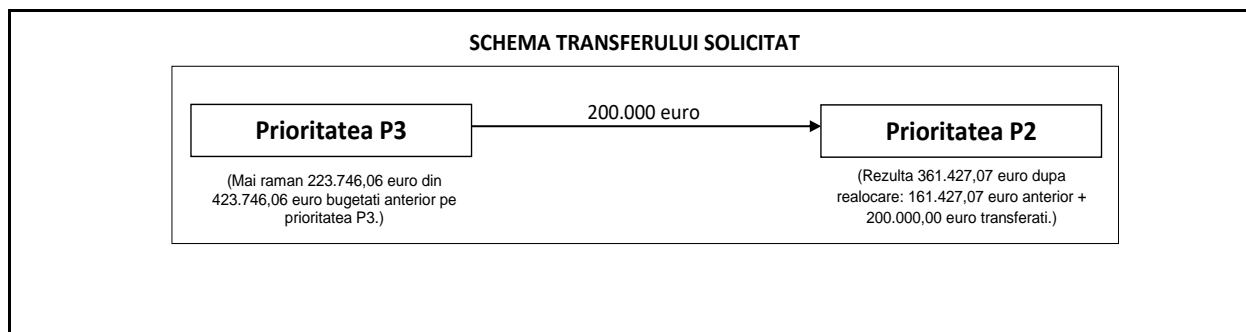 SCHEMA TRANSFERULUI SOLICITAT
Prioritatea P3
200.000 euro
Prioritatea P2
(Mai raman 223.746,06 euro din
423.746,06 euro bugetati anterior pe
prioritatea P3.)
(Rezulta 361.427,07 euro dupa
realocare: 161.427,07 euro anterior +
200.000,00 euro transferati.)